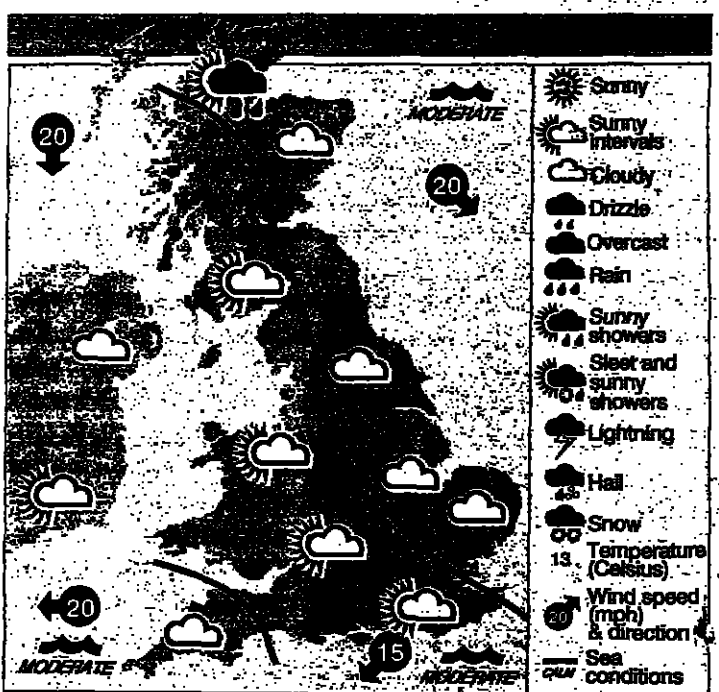 20
MODERATE
20
20
MODERATE
15
MODERATE
Sunny
Sunny
intervals
Cloudy
Drizzle
Overcast
Rain
Sunny
showers
Sleet and
sunny
showers
Lightning
Hail
Snow
13 Temperature
(Celsius)
20 Wind speed
(mph)
& direction
CALM Sea
conditions